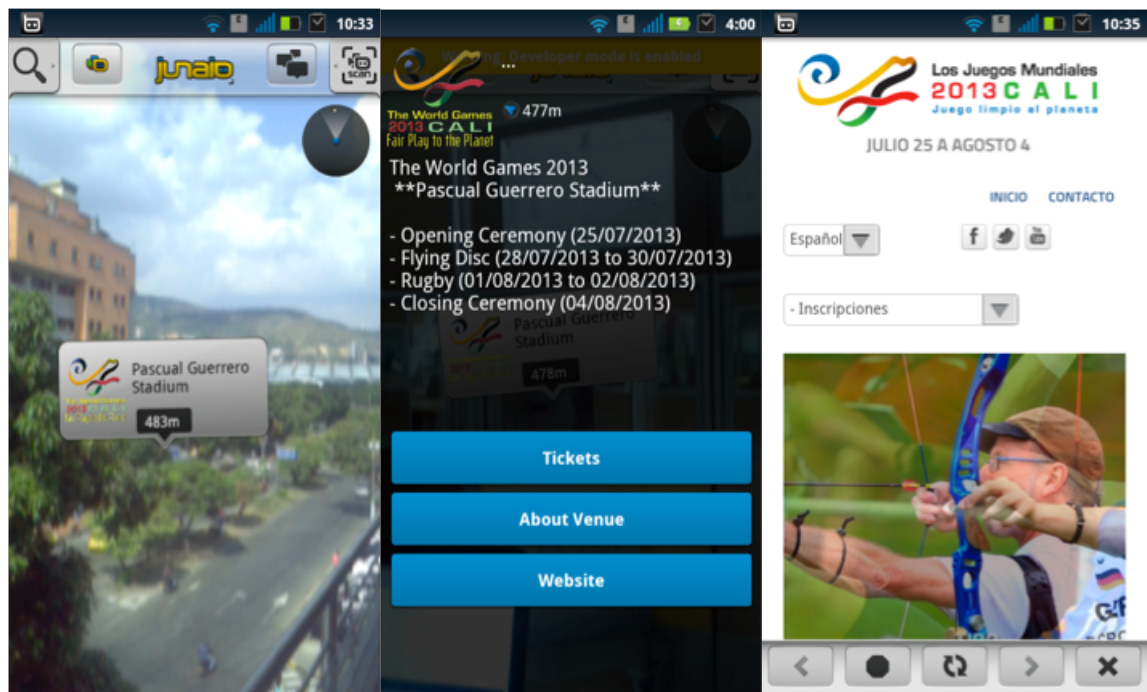 10:33
junaio
scan
Pascual Guerrero
Stadium
483m
4:00
Warning: Developer mode is enabled
...
The World Games
2013 CALI
Fair Play to the Planet
477m
The World Games 2013
**Pascual Guerrero Stadium**
- Opening Ceremony (25/07/2013)
- Flying Disc (28/07/2013 to 30/07/2013)
- Rugby (01/08/2013 to 02/08/2013)
- Closing Ceremony (04/08/2013)
Pascual Guerrero
Stadium
478m
Tickets
About Venue
Website
10:35
Los Juegos Mundiales
2013 CALI
Juego limpio al planeta
JULIO 25 A AGOSTO 4
INICIO CONTACTO
Español
- Inscripciones